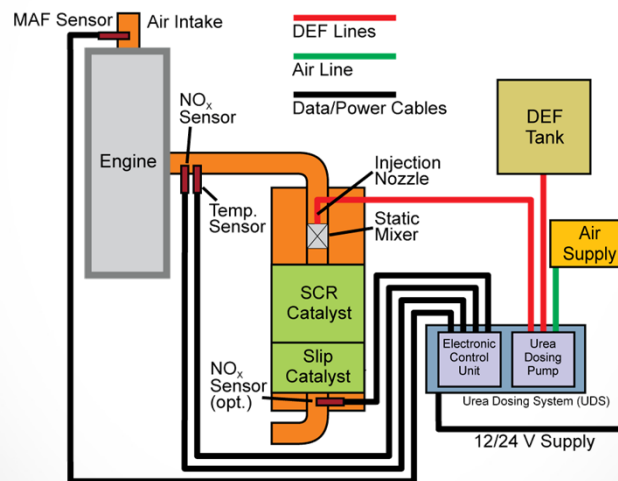 MAF Sensor
Air Intake
DEF Lines
Air Line
Data/Power Cables
NOx
Sensor
Engine
Temp.
Sensor
Injection
Nozzle
Static
Mixer
DEF
Tank
Air
Supply
SCR
Catalyst
Slip
Catalyst
NOx
Sensor
(opt.)
Electronic
Control
Unit
Urea
Dosing
Pump
Urea Dosing System (UDS)
12/24 V Supply